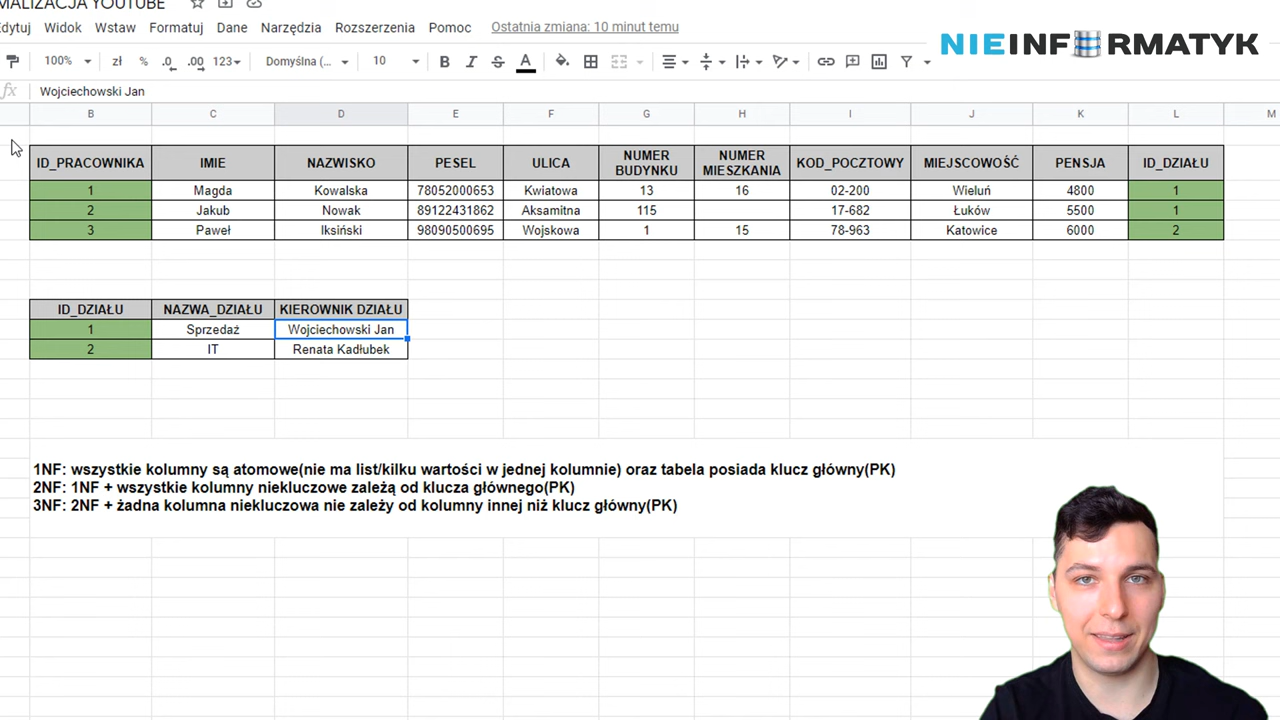 MALIZACJA YOUTUBE
Edytuj Widok Wstaw Formatuj Dane Narzędzia Rozszerzenia Pomoc Ostatnia zmiana: 10 minut temu
NIEINFORMATYK
100% zł % .0 .00 123 Domyślna (... 10 B I S A
fx Wojciechowski Jan
B C D E F G H I J K L M
ID_PRACOWNIKA IMIE NAZWISKO PESEL ULICA NUMER BUDYNKU NUMER MIESZKANIA KOD_POCZTOWY MIEJSCOWOŚĆ PENSJA ID_DZIAŁU
1 Magda Kowalska 78052000653 Kwiatowa 13 16 02-200 Wieluń 4800 1
2 Jakub Nowak 89122431862 Aksamitna 115 17-682 Łuków 5500 1
3 Paweł Iksiński 98090500695 Wojskowa 1 15 78-963 Katowice 6000 2
ID_DZIAŁU NAZWA_DZIAŁU KIEROWNIK DZIAŁU
1 Sprzedaż Wojciechowski Jan
2 IT Renata Kadłubek
1NF: wszystkie kolumny są atomowe(nie ma list/kilku wartości w jednej kolumnie) oraz tabela posiada klucz główny(PK)
2NF: 1NF + wszystkie kolumny niekluczowe zależą od klucza głównego(PK)
3NF: 2NF + żadna kolumna niekluczowa nie zależy od kolumny innej niż klucz główny(PK)